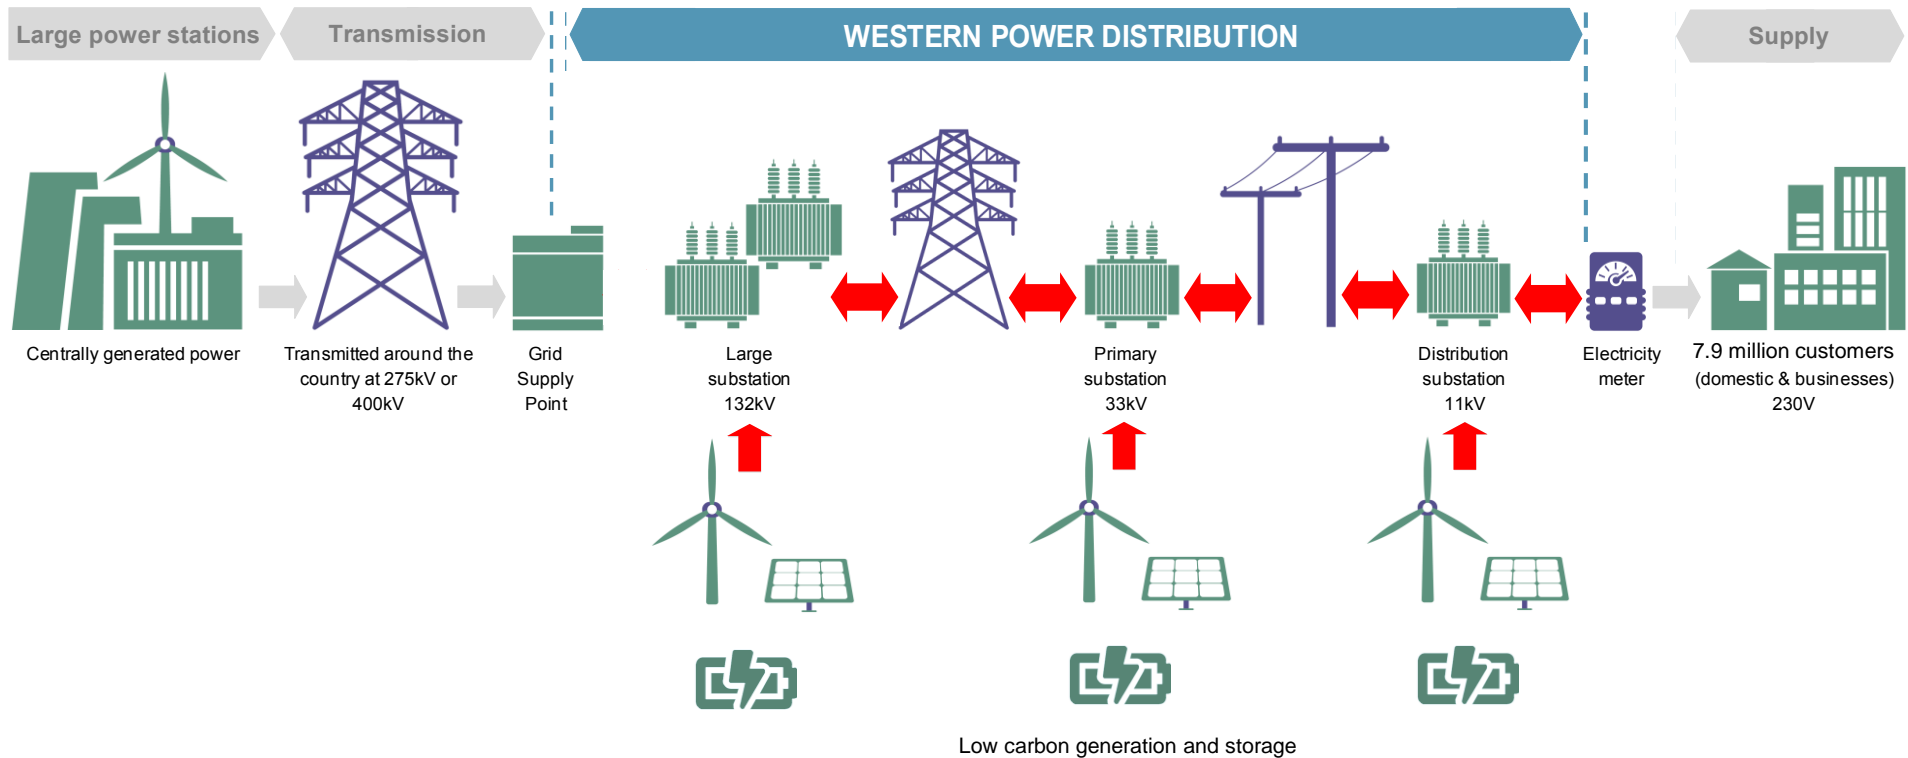 Large power stations
Transmission
WESTERN POWER DISTRIBUTION
Supply
Centrally generated power
Transmitted around the
country at 275kV or
400kV
Grid
Supply
Point
Large
substation
132kV
Primary
substation
33kV
Distribution
substation
11kV
Electricity
meter
7.9 million customers
(domestic & businesses)
230V
Low carbon generation and storage